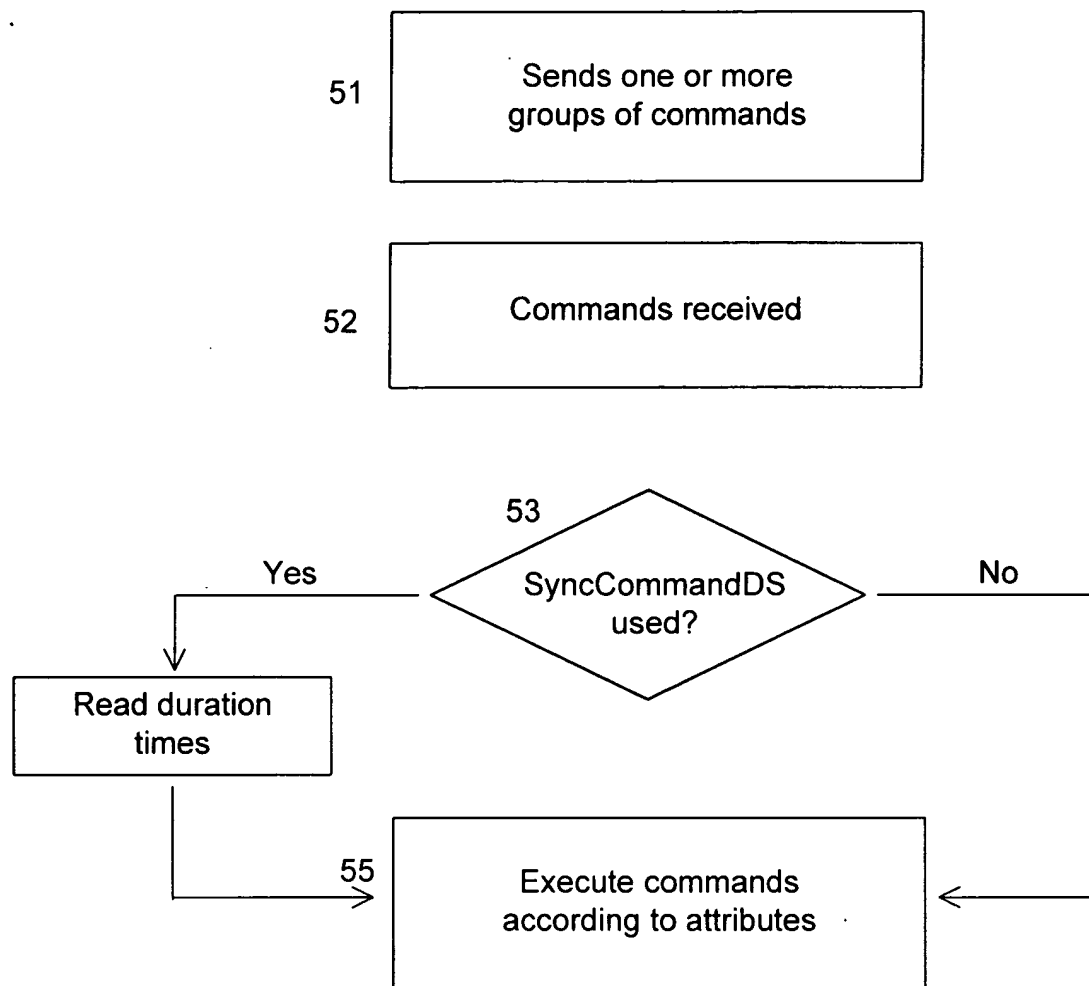 51
Sends one or more
groups of commands
52
Commands received
53
Yes
SyncCommandDS
used?
No
Read duration
times
55
Execute commands
according to attributes